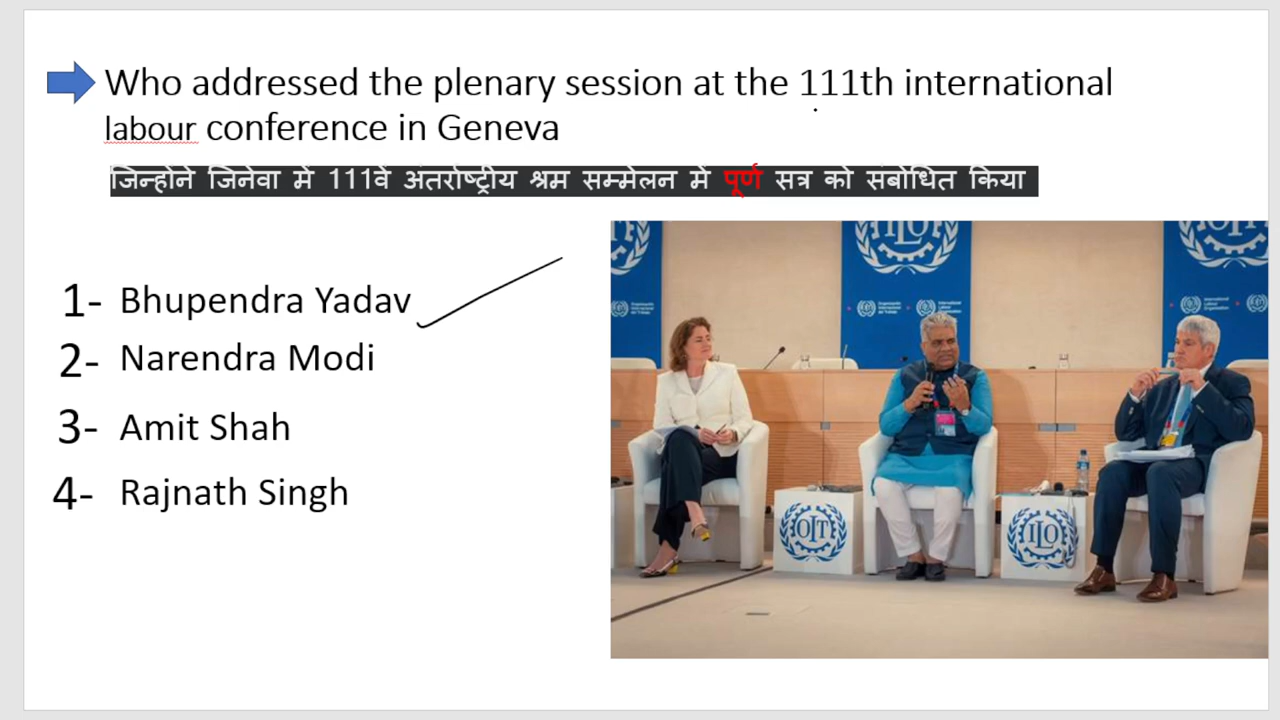 Who addressed the plenary session at the 111th international
labour conference in Geneva
जिन्होने जिनेवा में 111वें अंतर्राष्ट्रीय श्रम सम्मेलन में पूर्ण सत्र को संबोधित किया
1- Bhupendra Yadav
2- Narendra Modi
3- Amit Shah
4- Rajnath Singh
ILO
OIT
OIT
ILO